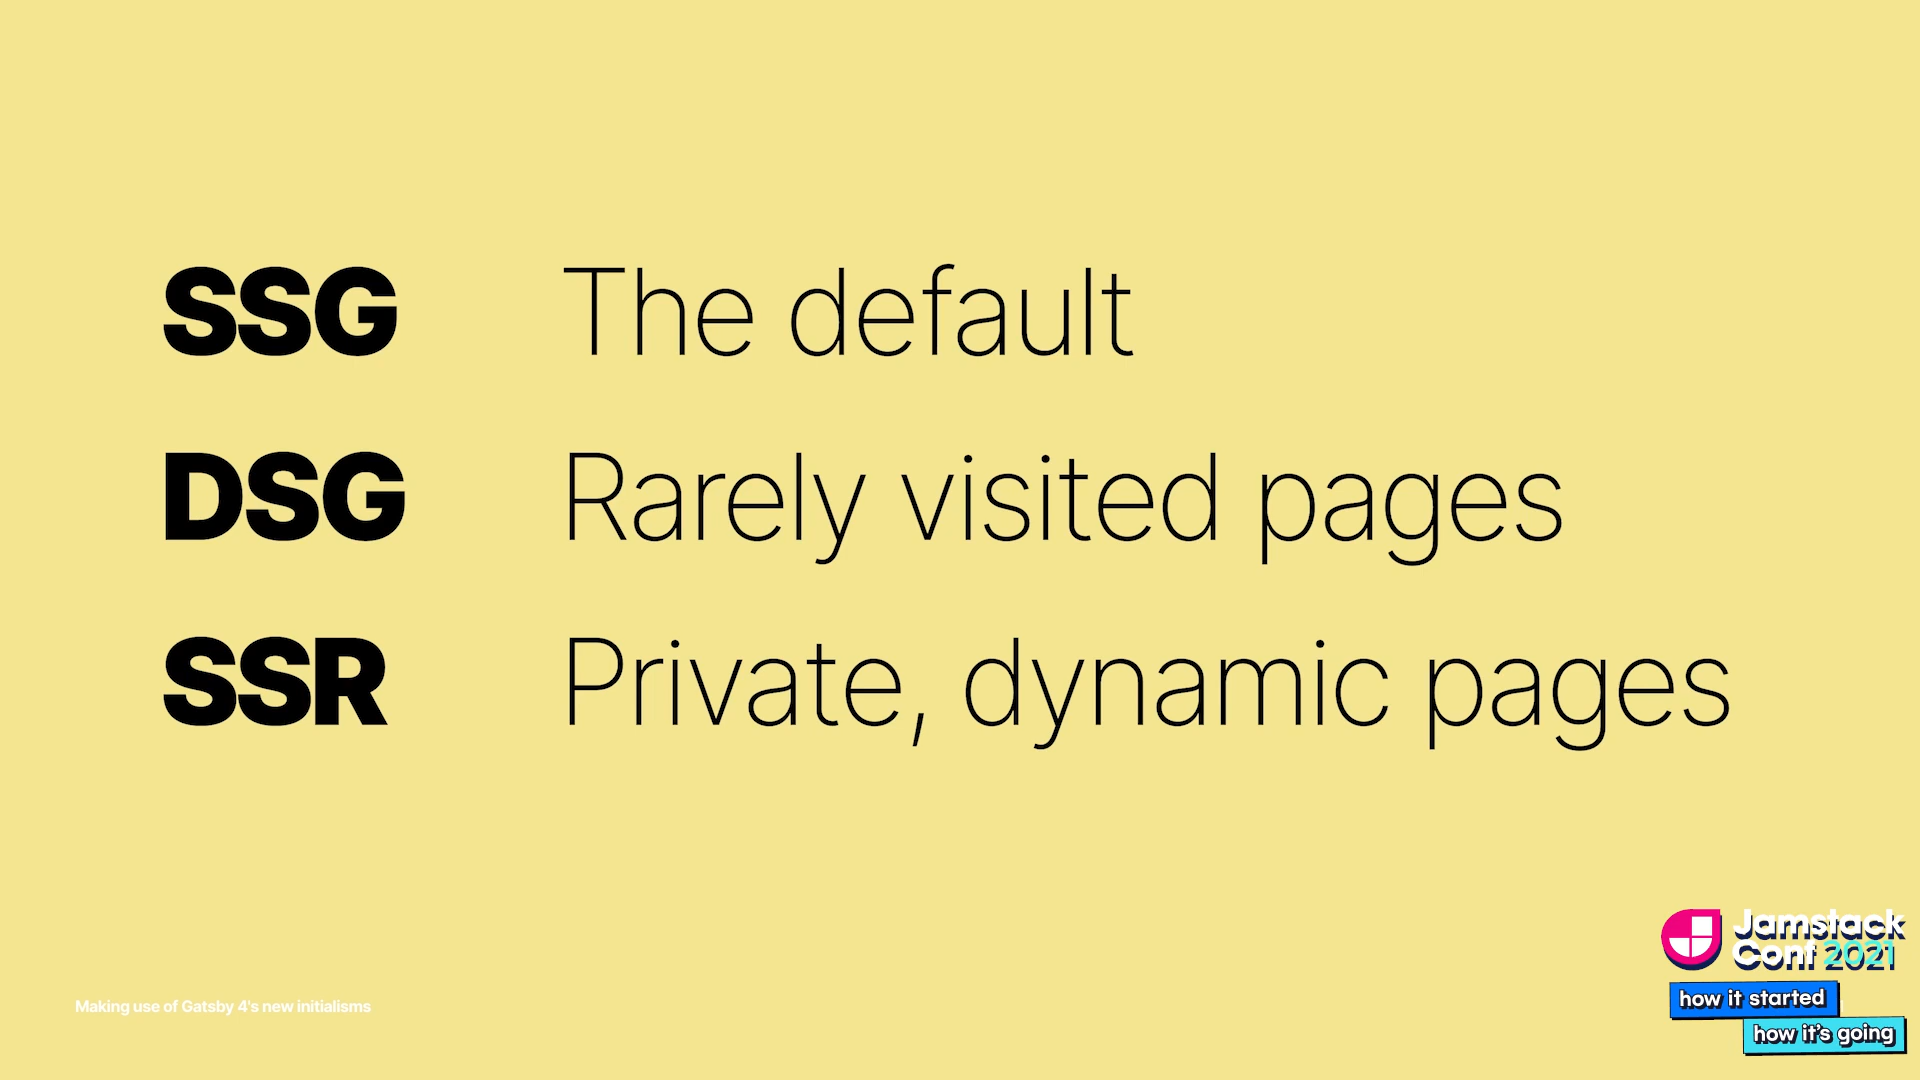 SSG The default
DSG Rarely visited pages
SSR Private, dynamic pages
Making use of Gatsby 4's new initialisms
Jamstack
Conf 2021
how it started
how it's going